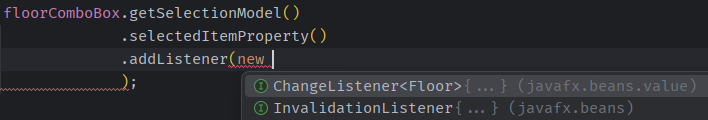 floorComboBox.getSelectionModel()
.selectedItemProperty()
.addListener(new
);
ChangeListener<Floor>{...} (javafx.beans.value)
InvalidationListener{...} (javafx.beans)